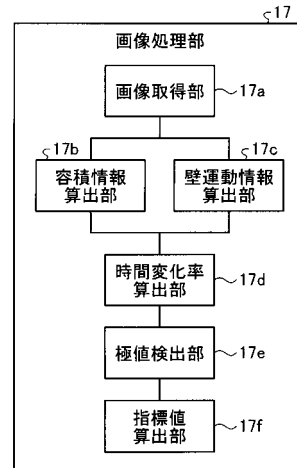 17
画像処理部
画像取得部
17a
17b
17c
容積情報
算出部
壁運動情報
算出部
時間変化率
算出部
17d
極値検出部
17e
指標値
算出部
17f